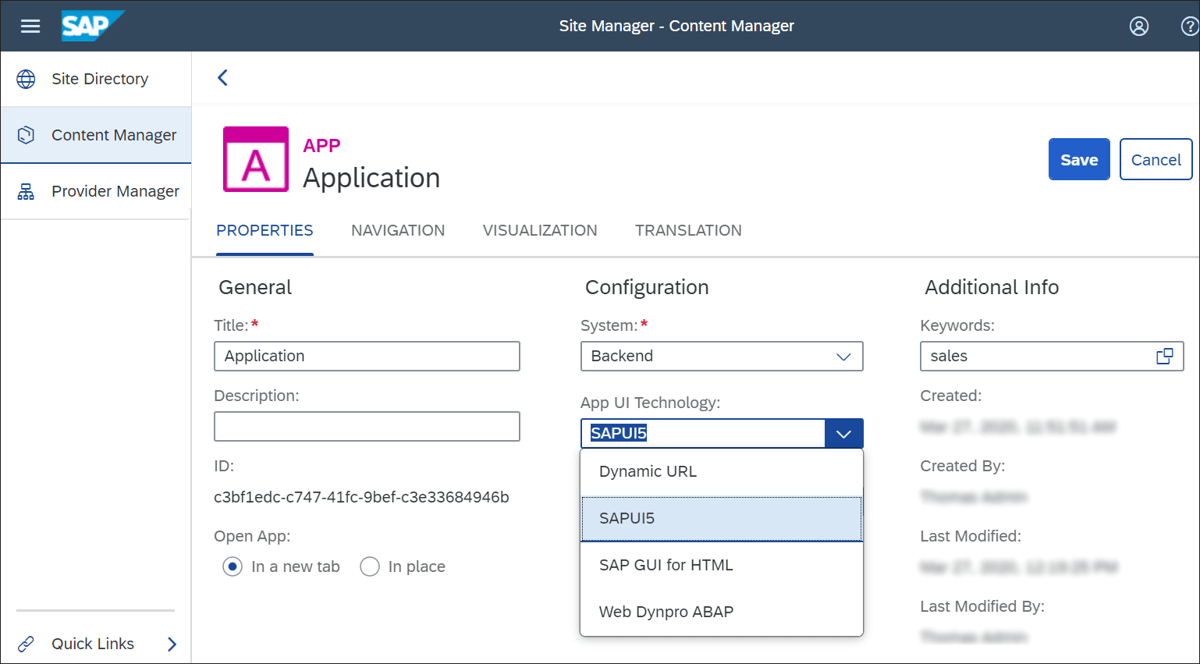 SAP
Site Manager - Content Manager
Site Directory
Content Manager
Provider Manager
A
APP
Application
Save
Cancel
PROPERTIES
NAVIGATION
VISUALIZATION
TRANSLATION
General
Title:*
Application
Description:
ID:
c3bf1edc-c747-41fc-9bef-c3e33684946b
Open App:
In a new tab
In place
Configuration
System:*
Backend
App UI Technology:
SAPUI5
Dynamic URL
SAPUI5
SAP GUI for HTML
Web Dynpro ABAP
Additional Info
Keywords:
sales
Created:
Created By:
Last Modified:
Last Modified By:
Quick Links